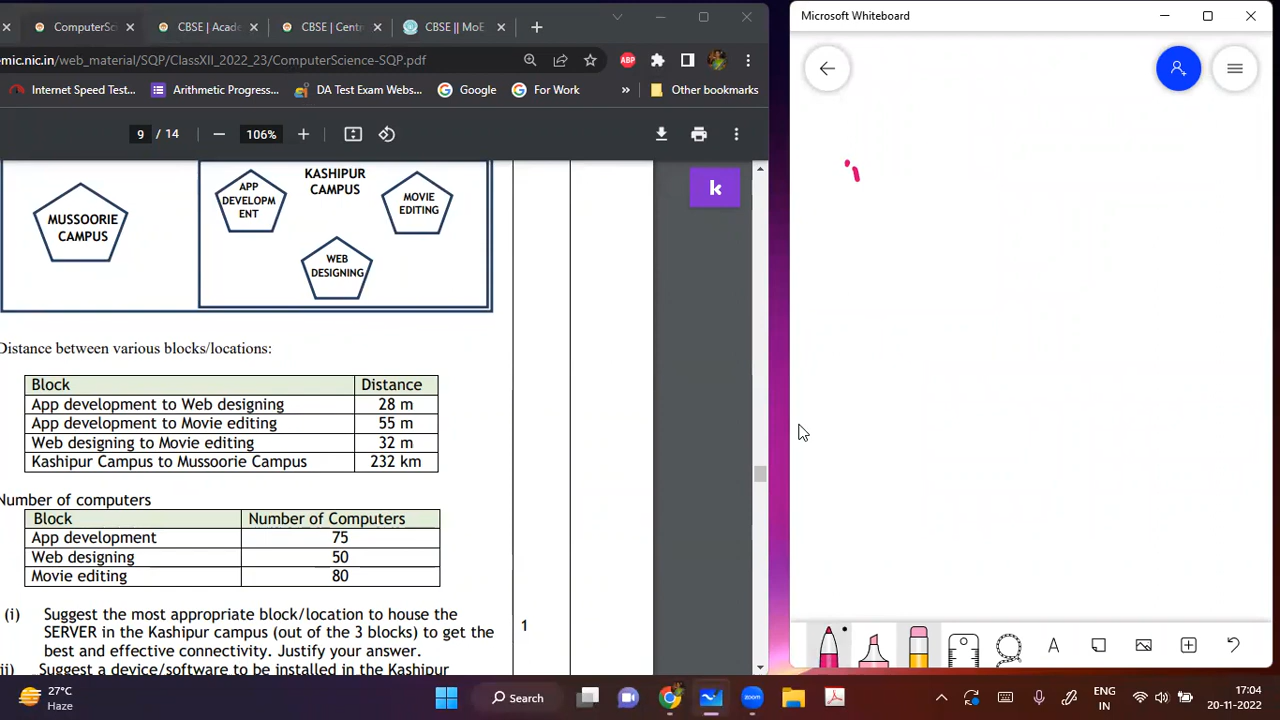 ComputerSc
CBSE | Acade
CBSE | Centr
CBSE || MoE
Microsoft Whiteboard
mic.nic.in/web_material/SQP/ClassXII_2022_23/ComputerScience-SQP.pdf
ABP
Internet Speed Test...
Arithmetic Progress...
DA Test Exam Webs...
Google
For Work
»
Other bookmarks
9 / 14
106%
k
MUSSOORIE
CAMPUS
APP
DEVELOPM
ENT
KASHIPUR
CAMPUS
MOVIE
EDITING
WEB
DESIGNING
Distance between various blocks/locations:
Block Distance
App development to Web designing 28 m
App development to Movie editing 55 m
Web designing to Movie editing 32 m
Kashipur Campus to Mussoorie Campus 232 km
Number of computers
Block Number of Computers
App development 75
Web designing 50
Movie editing 80
(i) Suggest the most appropriate block/location to house the
SERVER in the Kashipur campus (out of the 3 blocks) to get the 1
best and effective connectivity. Justify your answer.
ii) Suggest a device/software to be installed in the Kashipur
A
27°C
Haze
Search
zoom
ENG
IN
17:04
20-11-2022